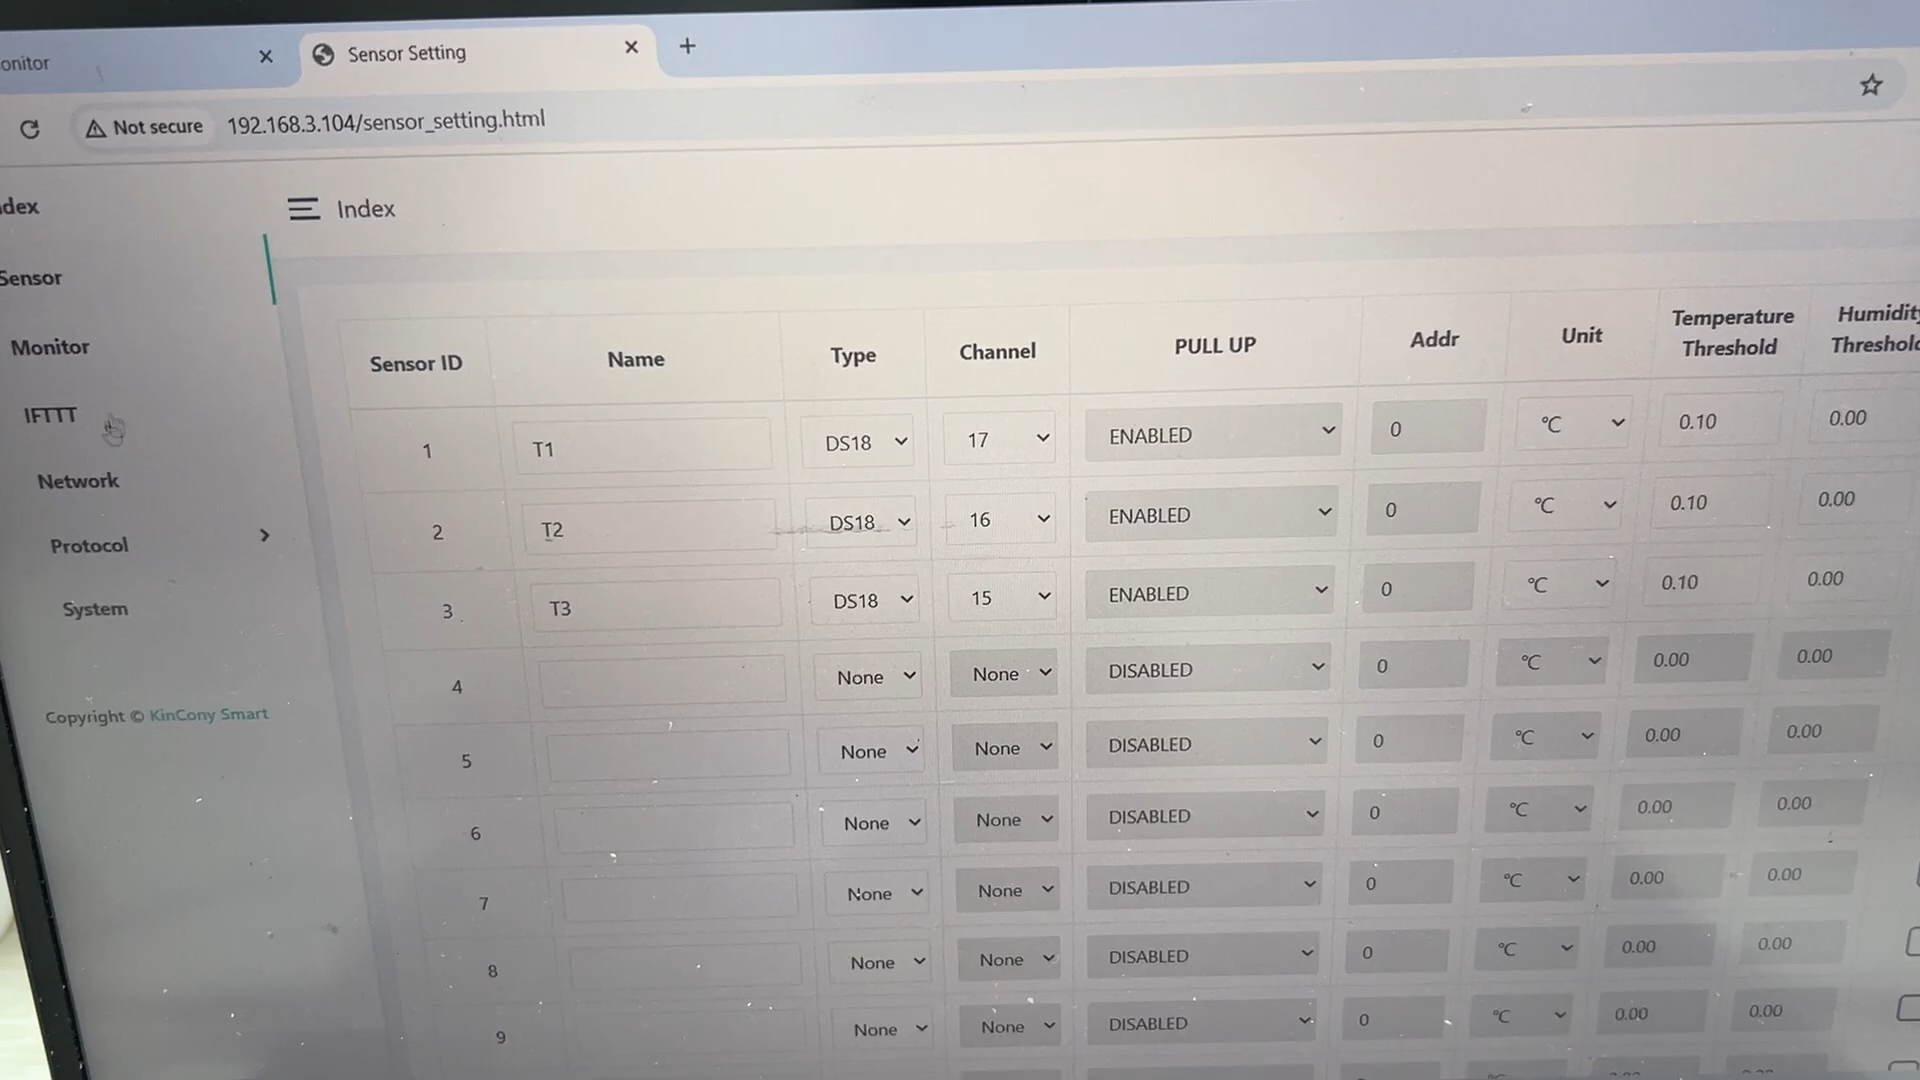 onitor
Sensor Setting
Not secure 192.168.3.104/sensor_setting.html
dex
Sensor
Monitor
IFTTT
Network
Protocol
System
Copyright © KinCony Smart
Index
Sensor ID Name Type Channel PULL UP Addr Unit Temperature Threshold Humidity Threshold
1 T1 DS18 17 ENABLED 0 °C 0.10 0.00
2 T2 DS18 16 ENABLED 0 °C 0.10 0.00
3 T3 DS18 15 ENABLED 0 °C 0.10 0.00
4 None None DISABLED 0 °C 0.00 0.00
5 None None DISABLED 0 °C 0.00 0.00
6 None None DISABLED 0 °C 0.00 0.00
7 None None DISABLED 0 °C 0.00 0.00
8 None None DISABLED 0 °C 0.00 0.00
9 None None DISABLED 0 °C 0.00 0.00